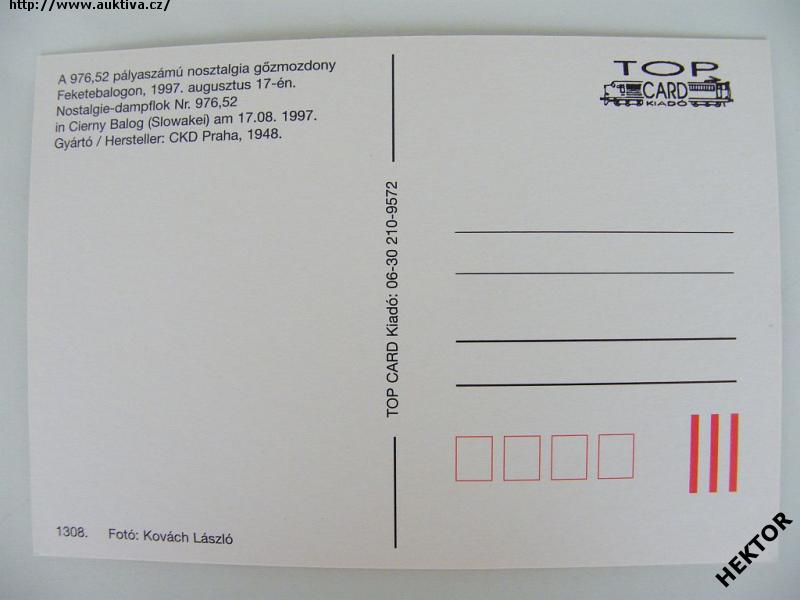 http://www.auktiva.cz/
A 976,52 pályaszámú nosztalgia gőzmozdony
Feketebalogon, 1997. augusztus 17-én.
Nostalgie-dampflok Nr. 976,52
in Cierny Balog (Slowakei) am 17.08. 1997.
Gyártó / Hersteller: CKD Praha, 1948.
TOP
CARD
KIADÓ
TOP CARD Kiadó: 06-30 210-9572
1308. Fotó: Kovách László
HEKTOR